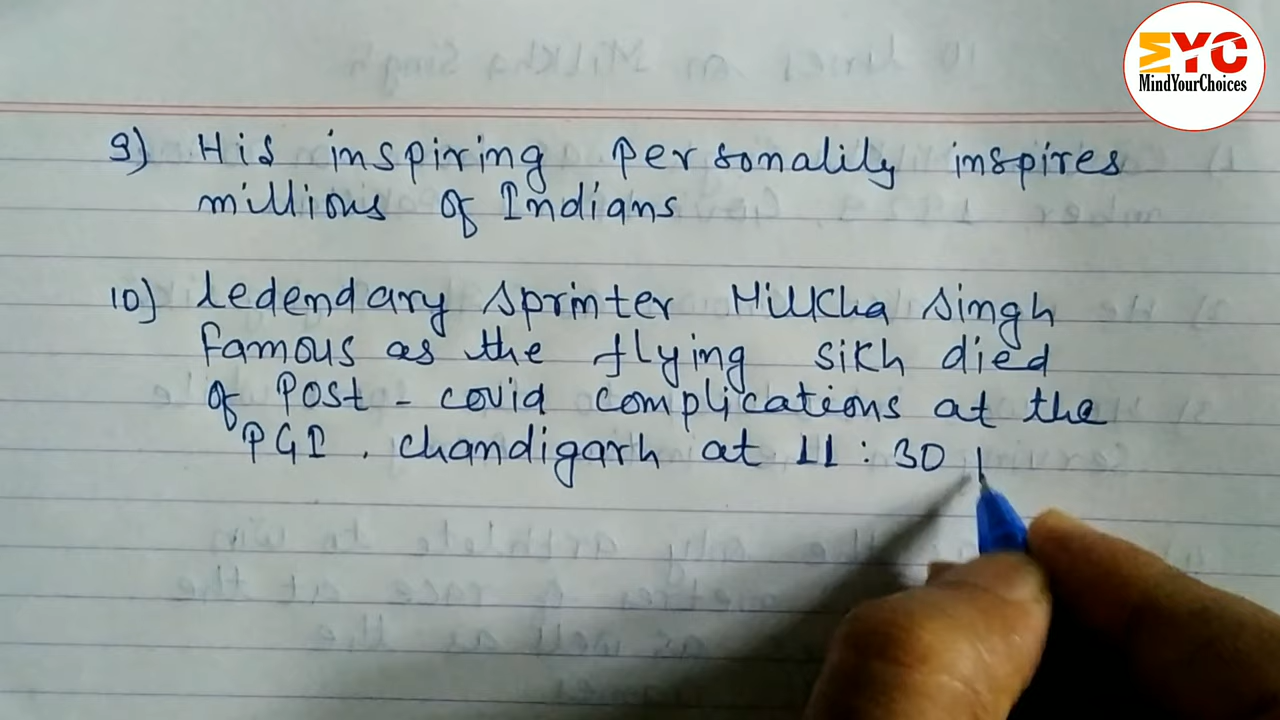 MYC
MindYourChoices
9) His inspiring personality inspires
millions of Indians
10) Ledendary sprinter Milkha Singh
famous as the flying sikh died
of Post - covid complications at the
PGI . chandigarh at 11 : 30